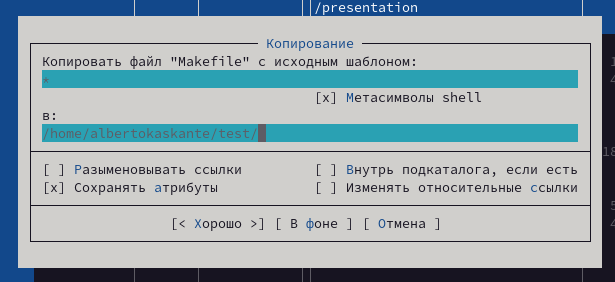 /presentation
Копирование
Копировать файл "Makefile" с исходным шаблоном:
*
[x] Метасимволы shell
в:
/home/albertokaskante/test/
[ ] Разыменовывать ссылки [ ] Внутрь подкаталога, если есть
[x] Сохранять атрибуты [ ] Изменять относительные ссылки
[< Хорошо >] [ В фоне ] [ Отмена ]